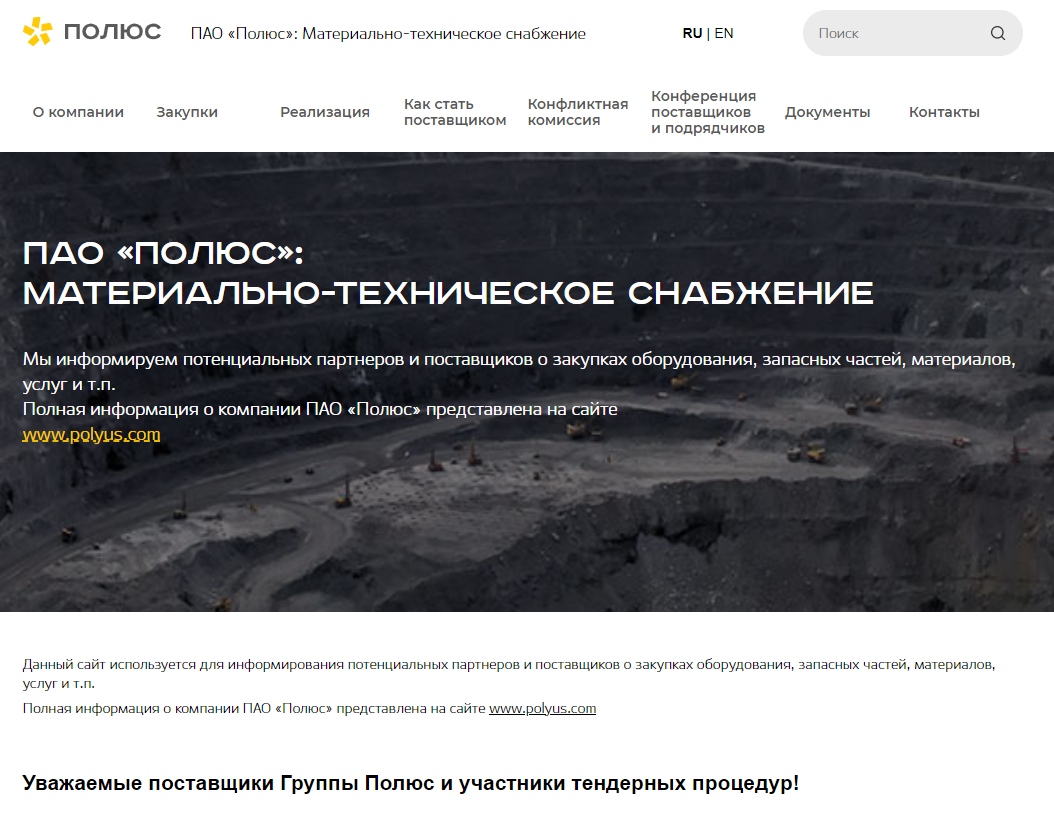 ПОЛЮС
ПАО «Полюс»: Материально-техническое снабжение
RU | EN
Поиск
О компании
Закупки
Реализация
Как стать
поставщиком
Конфликтная
комиссия
Конференция
поставщиков
и подрядчиков
Документы
Контакты
ПАО «ПОЛЮС»:
МАТЕРИАЛЬНО-ТЕХНИЧЕСКОЕ СНАБЖЕНИЕ
Мы информируем потенциальных партнеров и поставщиков о закупках оборудования, запасных частей, материалов,
услуг и т.п.
Полная информация о компании ПАО «Полюс» представлена на сайте
www.polyus.com
Данный сайт используется для информирования потенциальных партнеров и поставщиков о закупках оборудования, запасных частей, материалов,
услуг и т.п.
Полная информация о компании ПАО «Полюс» представлена на сайте www.polyus.com
Уважаемые поставщики Группы Полюс и участники тендерных процедур!